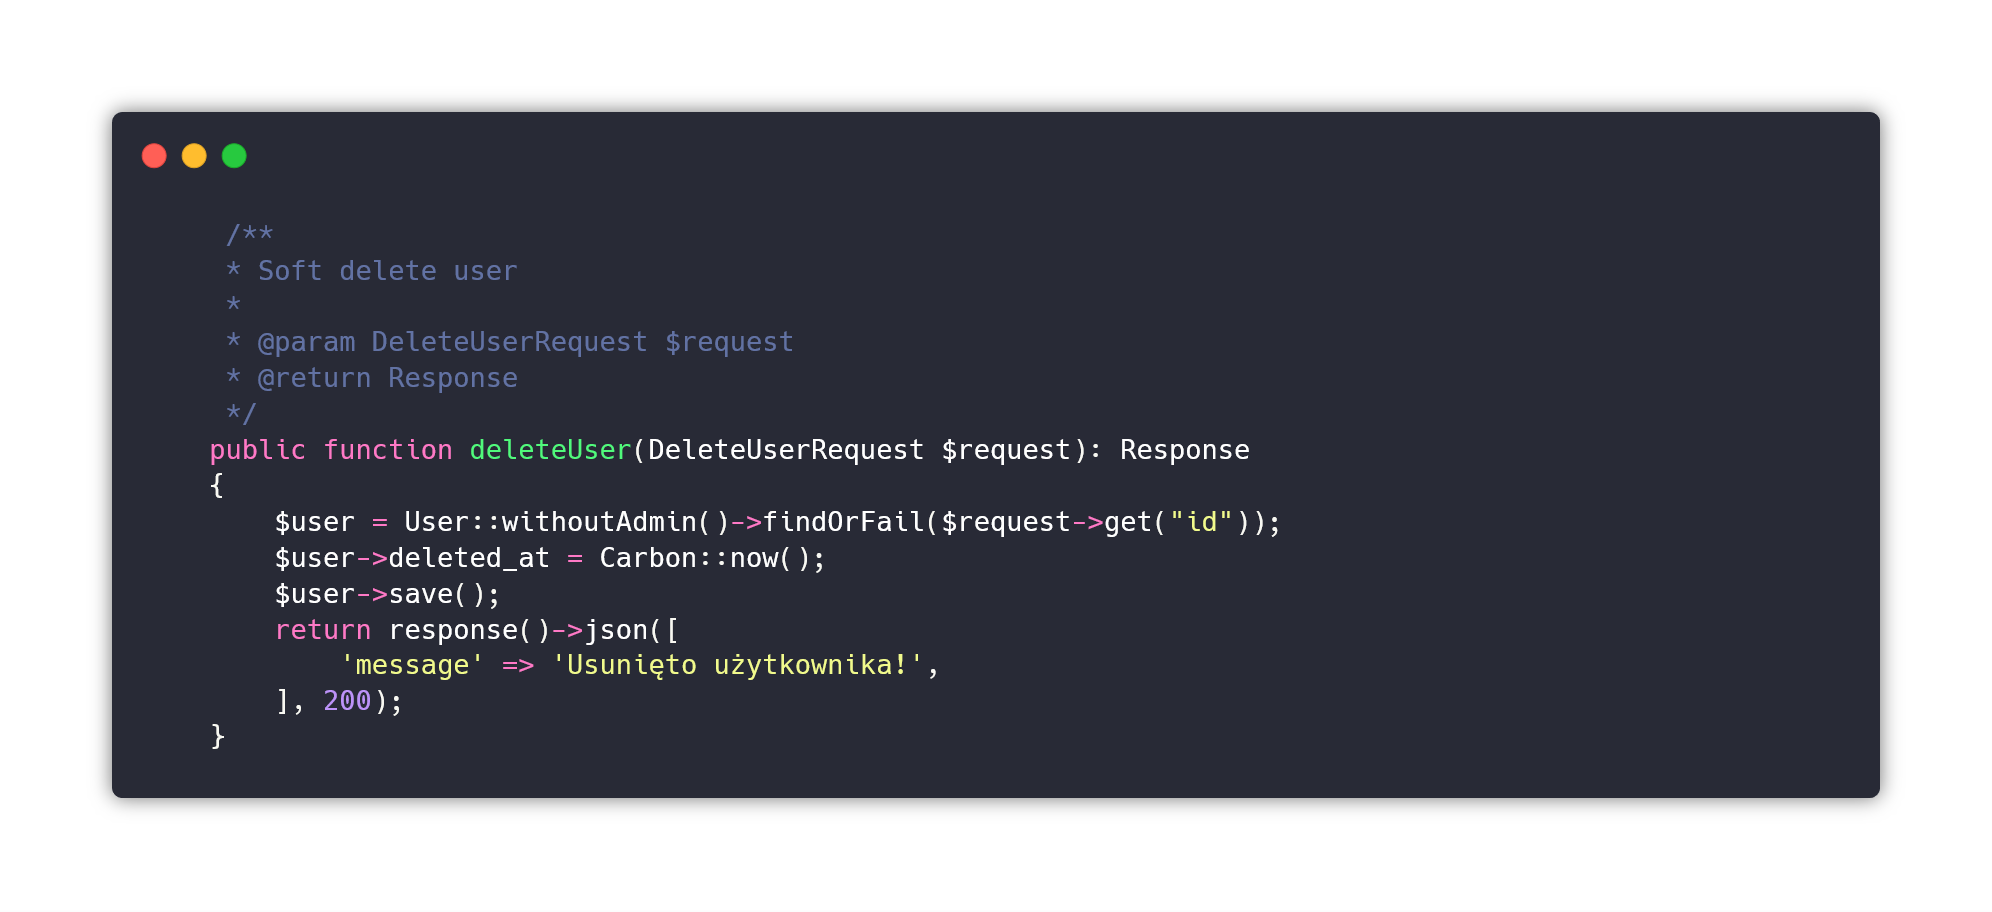 /**
* Soft delete user
*
* @param DeleteUserRequest $request
* @return Response
*/
public function deleteUser(DeleteUserRequest $request): Response
{
$user = User::withoutAdmin()->findOrFail($request->get("id"));
$user->deleted_at = Carbon::now();
$user->save();
return response()->json([
'message' => 'Usunięto użytkownika!',
], 200);
}